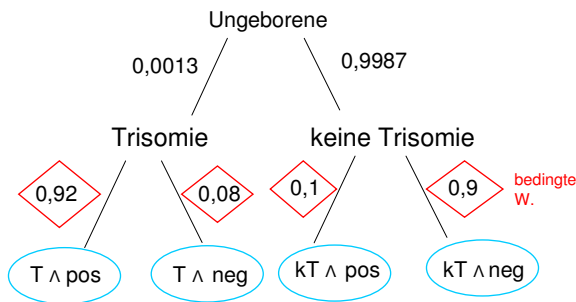 Ungeborene
0,0013 0,9987
Trisomie keine Trisomie
0,92 0,08 0,1 0,9 bedingte
W.
T ∧ pos T ∧ neg kT ∧ pos kT ∧ neg